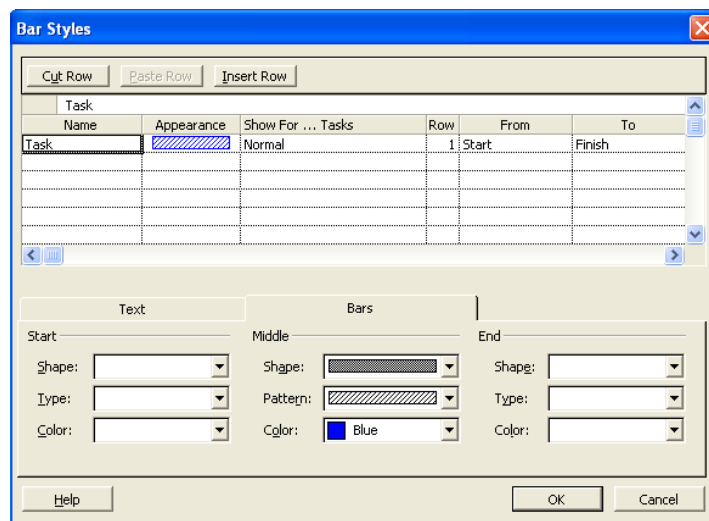 Bar Styles
Cut Row Paste Row Insert Row
Task
Name Appearance Show For ... Tasks Row From To
Task Normal 1 Start Finish
Text Bars
Start Middle End
Shape: Shape: Shape:
Type: Pattern: Type:
Color: Blue Color:
Color:
Help OK Cancel